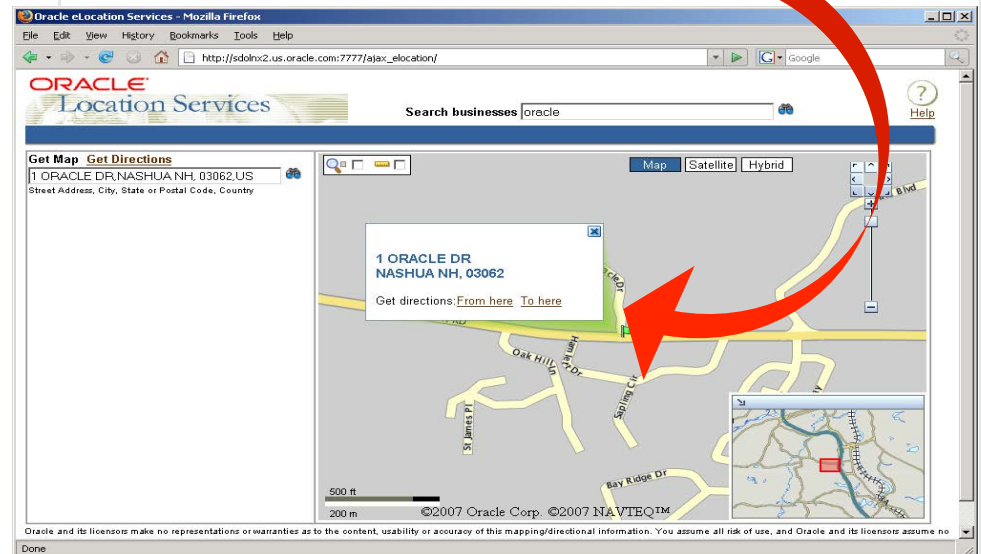 Oracle eLocation Services - Mozilla Firefox
File Edit View History Bookmarks Tools Help
http://sdolnx2.us.oracle.com:7777/ajax_elocation/
Google
ORACLE
Location Services
Search businesses oracle
Help
Get Map Get Directions
1 ORACLE DR,NASHUA NH, 03062,US
Street Address, City, State or Postal Code, Country
Map Satellite Hybrid
Blvd
1 ORACLE DR
NASHUA NH, 03062
Get directions:From here To here
Dr
RD
Oak Hill Ln
Dr
Sapling Cir
St James Pl
Bay Ridge Dr
500 ft
200 m
©2007 Oracle Corp. ©2007 NAVTEQ™
Oracle and its licensors make no representations or warranties as to the content, usability or accuracy of this mapping/directional information. You assume all risk of use, and Oracle and its licensors assume no
Done